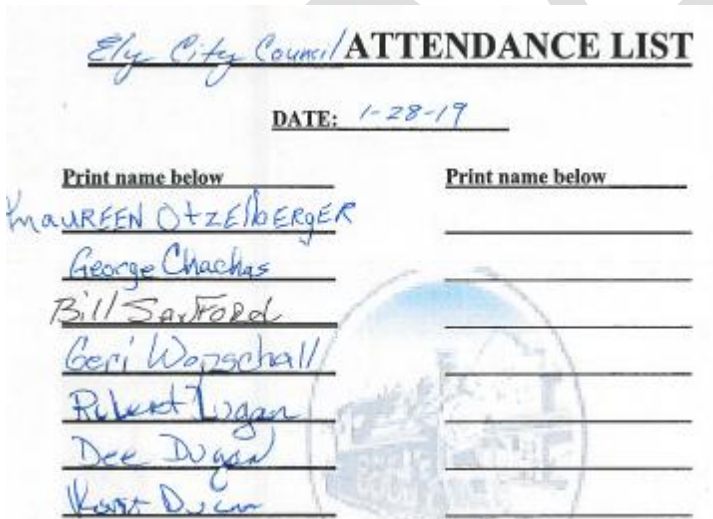 Ely City Council ATTENDANCE LIST
DATE: 1-28-19
Print name below
Print name below
MAUREEN OtzElbERgER
George Chachas
Bill SanFord
Geri Wopschall
Robert Dugan
Dee Dugan